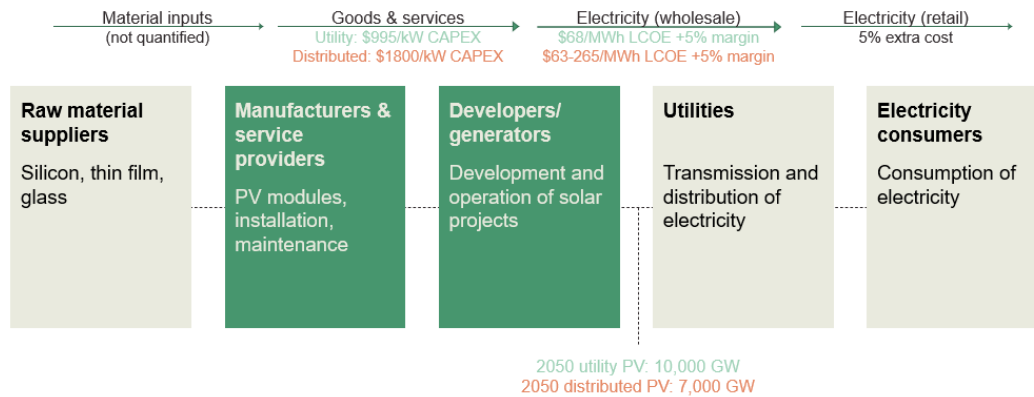 Material inputs
(not quantified)
Goods & services
Utility: $995/kW CAPEX
Distributed: $1800/kW CAPEX
Electricity (wholesale)
$68/MWh LCOE +5% margin
$63-265/MWh LCOE +5% margin
Electricity (retail)
5% extra cost
Raw material
suppliers
Silicon, thin film,
glass
Manufacturers &
service
providers
PV modules,
installation,
maintenance
Developers/
generators
Development and
operation of solar
projects
Utilities
Transmission and
distribution of
electricity
Electricity
consumers
Consumption of
electricity
2050 utility PV: 10,000 GW
2050 distributed PV: 7,000 GW